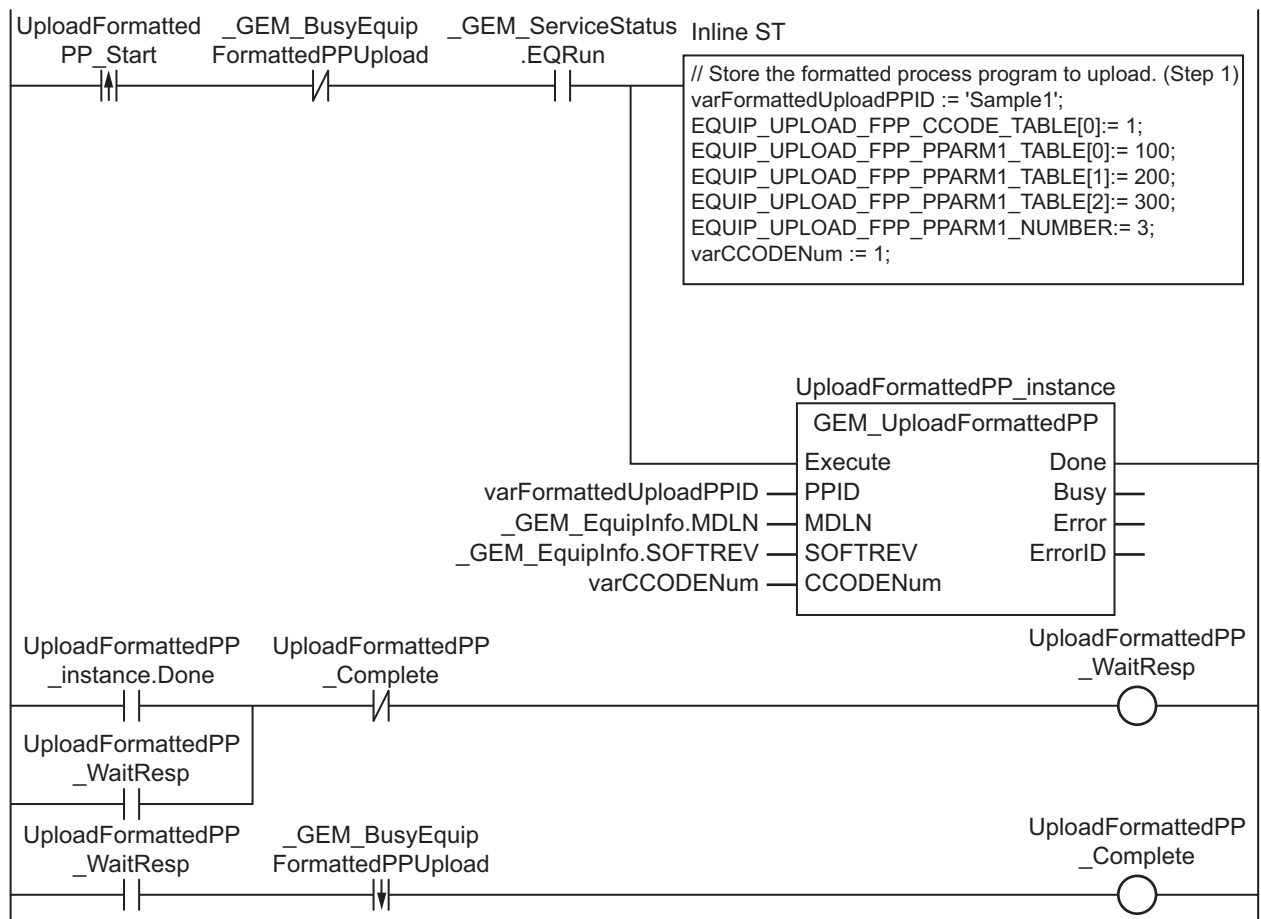 UploadFormatted
PP_Start
_GEM_BusyEquip
FormattedPPUpload
_GEM_ServiceStatus
.EQRun
Inline ST
// Store the formatted process program to upload. (Step 1)
varFormattedUploadPPID := 'Sample1';
EQUIP_UPLOAD_FPP_CCODE_TABLE[0]:= 1;
EQUIP_UPLOAD_FPP_PPARM1_TABLE[0]:= 100;
EQUIP_UPLOAD_FPP_PPARM1_TABLE[1]:= 200;
EQUIP_UPLOAD_FPP_PPARM1_TABLE[2]:= 300;
EQUIP_UPLOAD_FPP_PPARM1_NUMBER:= 3;
varCCODENum := 1;
UploadFormattedPP_instance
GEM_UploadFormattedPP
Execute Done
varFormattedUploadPPID PPID Busy
_GEM_EquipInfo.MDLN MDLN Error
_GEM_EquipInfo.SOFTREV SOFTREV ErrorID
varCCODENum CCODENum
UploadFormattedPP
_instance.Done
UploadFormattedPP
_Complete
UploadFormattedPP
_WaitResp
UploadFormattedPP
_WaitResp
UploadFormattedPP
_WaitResp
_GEM_BusyEquip
FormattedPPUpload
UploadFormattedPP
_Complete